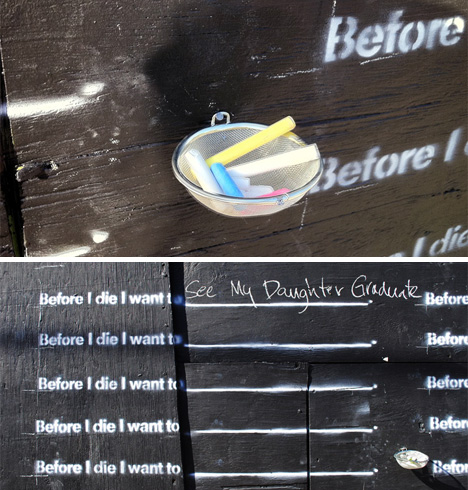 Before
Before I
I die
Before I die I want to See My Daughter Graduate Before
Before I die I want to Before
Before I die I want to Before
Before I die I want to Before
Before I die I want to Before